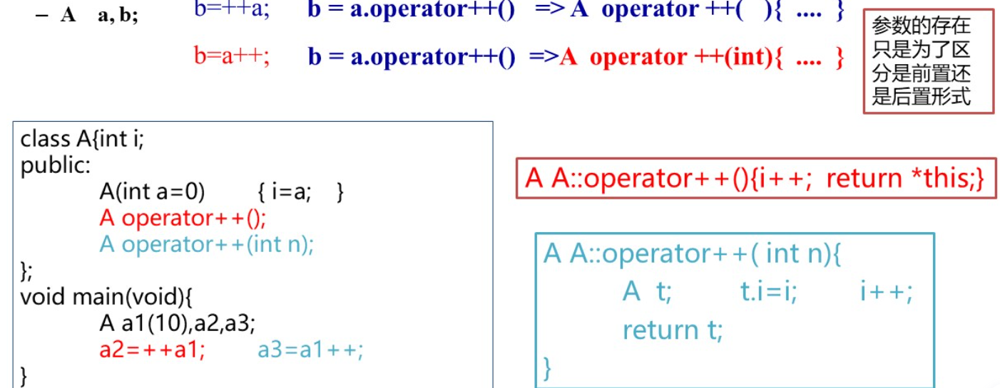 – A a, b; b=++a; b = a.operator++() => A operator ++( ){ .... }
b=a++; b = a.operator++() =>A operator ++(int){ .... }
参数的存在
只是为了区
分是前置还
是后置形式
class A{int i;
public:
A(int a=0) { i=a; }
A operator++();
A operator++(int n);
};
void main(void){
A a1(10),a2,a3;
a2=++a1; a3=a1++;
}
A A::operator++(){i++; return *this;}
A A::operator++( int n){
A t; t.i=i; i++;
return t;
}